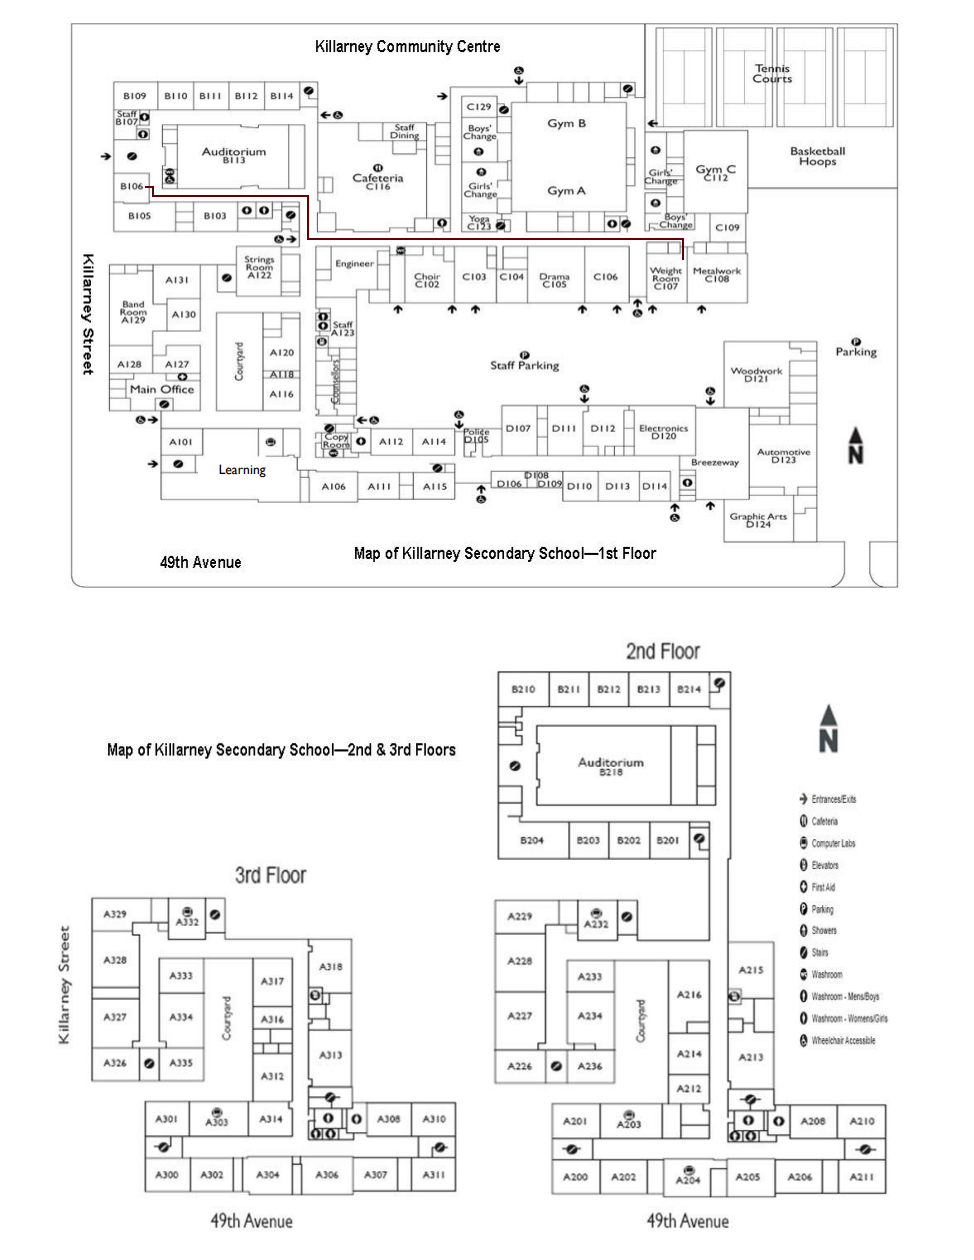 Killarney Community Centre
Tennis
Courts
Basketball
Hoops
B109
B110
B111
B112
B114
Staff
B107
Auditorium
B113
B106
B105
B103
Staff
Dining
Cafeteria
C116
C129
Boys'
Change
Girls'
Change
Yoga
C123
Gym B
Gym A
Girls'
Change
Gym C
C112
Boys'
Change
C109
Killarney Street
Strings
Room
A122
Engineer
Choir
C102
C103
C104
Drama
C105
C106
Weight
Room
C107
Metalwork
C108
A131
Band
Room
A129
A130
A128
A127
Main Office
Courtyard
A120
A118
A116
Staff
A123
Counsellors
P
Staff Parking
P
Parking
Woodwork
D121
A101
Learning
Copy
Room
WC
A112
A114
Police
D105
D107
D111
D112
Electronics
D120
Breezeway
Automotive
D123
N
A106
A111
A115
D106
D108
D109
D110
D113
D114
Graphic Arts
D124
49th Avenue
Map of Killarney Secondary School—1st Floor
2nd Floor
B210
B211
B212
B213
B214
Auditorium
B218
B204
B203
B202
B201
A229
A232
A228
A233
A227
A234
A226
A236
Courtyard
A216
A214
A212
A215
A213
A201
A203
A208
A210
A200
A202
A204
A205
A206
A211
49th Avenue
Map of Killarney Secondary School—2nd & 3rd Floors
N
Entrances/Exits
Cafeteria
Computer Labs
Elevators
First Aid
P Parking
Showers
Stairs
WC Washroom
Washroom - Mens/Boys
Washroom - Womens/Girls
Wheelchair Accessible
3rd Floor
Killarney Street
A329
A332
A328
A333
A327
A334
A326
A335
Courtyard
A317
A316
A312
A318
A313
A301
A303
A314
A308
A310
A300
A302
A304
A306
A307
A311
49th Avenue